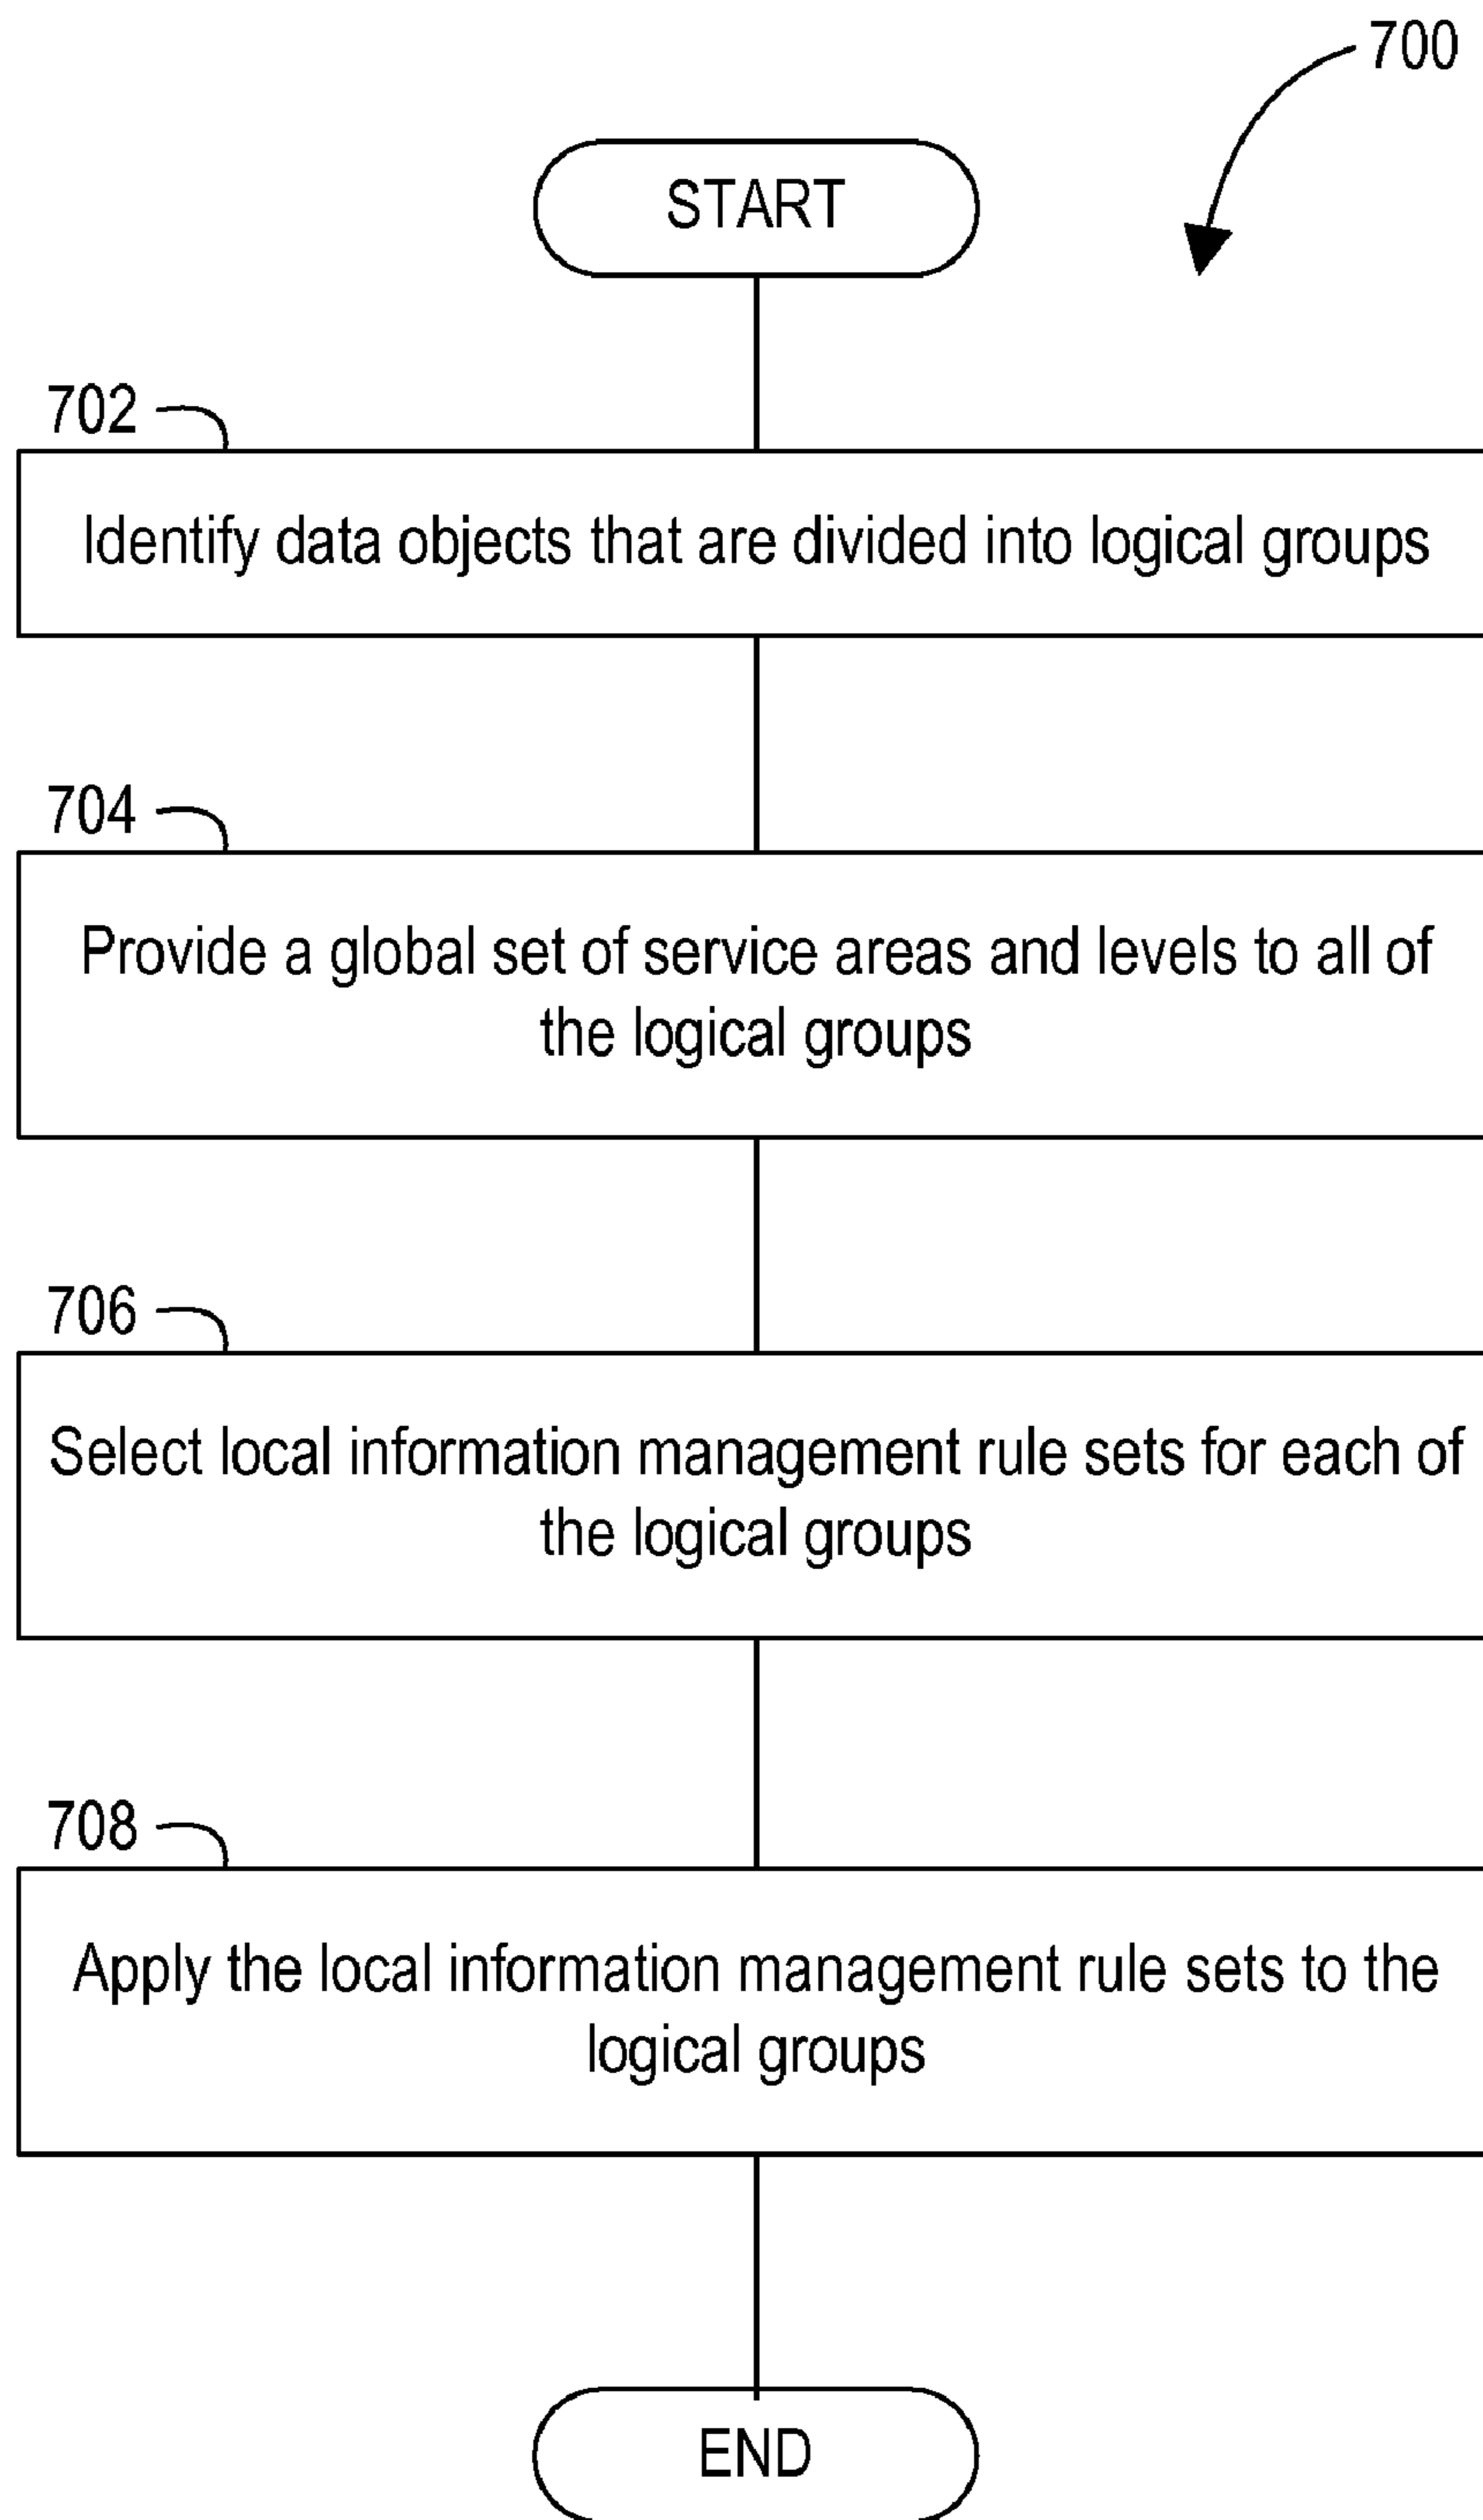 700
START
702
Identify data objects that are divided into logical groups
704
Provide a global set of service areas and levels to all of
the logical groups
706
Select local information management rule sets for each of
the logical groups
708
Apply the local information management rule sets to the
logical groups
END